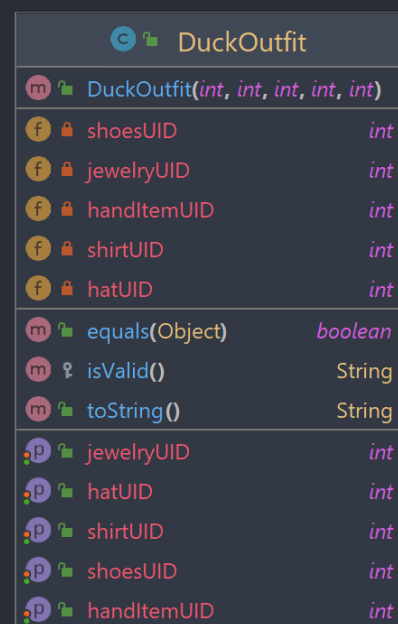 C DuckOutfit
m DuckOutfit(int, int, int, int, int)
f shoesUID int
f jewelryUID int
f handItemUID int
f shirtUID int
f hatUID int
m equals(Object) boolean
m isValid() String
m toString() String
p jewelryUID int
p hatUID int
p shirtUID int
p shoesUID int
p handItemUID int